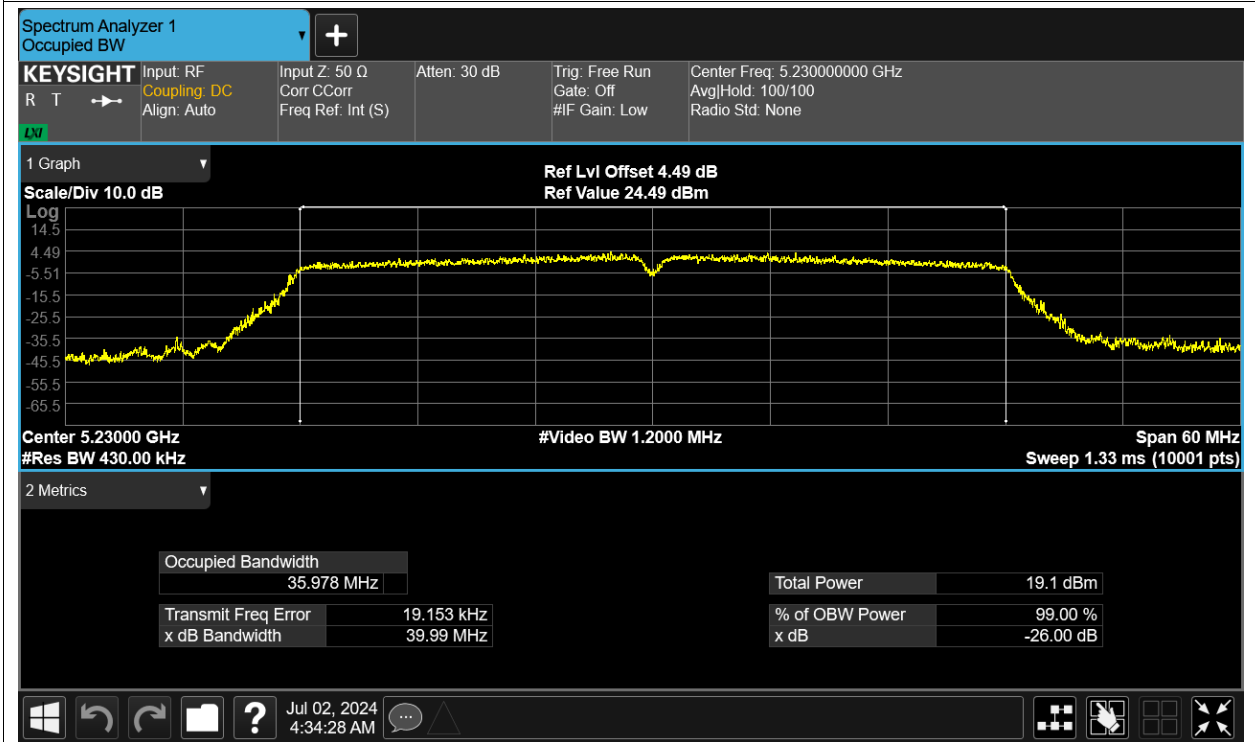 Spectrum Analyzer 1
Occupied BW
KEYSIGHT
R T
LXI
Input: RF
Coupling: DC
Align: Auto
Input Z: 50 Ω
Corr CCorr
Freq Ref: Int (S)
Atten: 30 dB
Trig: Free Run
Gate: Off
#IF Gain: Low
Center Freq: 5.230000000 GHz
Avg|Hold: 100/100
Radio Std: None
1 Graph
Scale/Div 10.0 dB
Ref Lvl Offset 4.49 dB
Ref Value 24.49 dBm
Log
14.5
4.49
-5.51
-15.5
-25.5
-35.5
-45.5
-55.5
-65.5
Center 5.23000 GHz
#Video BW 1.2000 MHz
Span 60 MHz
#Res BW 430.00 kHz
Sweep 1.33 ms (10001 pts)
2 Metrics
Occupied Bandwidth
35.978 MHz
Total Power 19.1 dBm
Transmit Freq Error 19.153 kHz
% of OBW Power 99.00 %
x dB Bandwidth 39.99 MHz
x dB -26.00 dB
Jul 02, 2024
4:34:28 AM